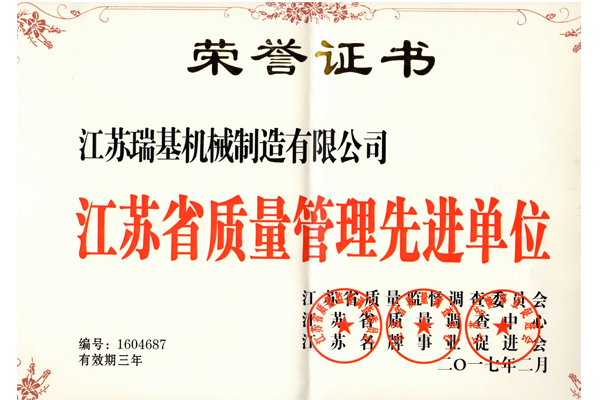 荣誉证书
江苏瑞基机械制造有限公司
江苏省质量管理先进单位
江苏省质量监督调查委员会
江苏省质量调查中心
江苏名牌事业促进会
编号：1604687
有效期三年
二〇一七年二月